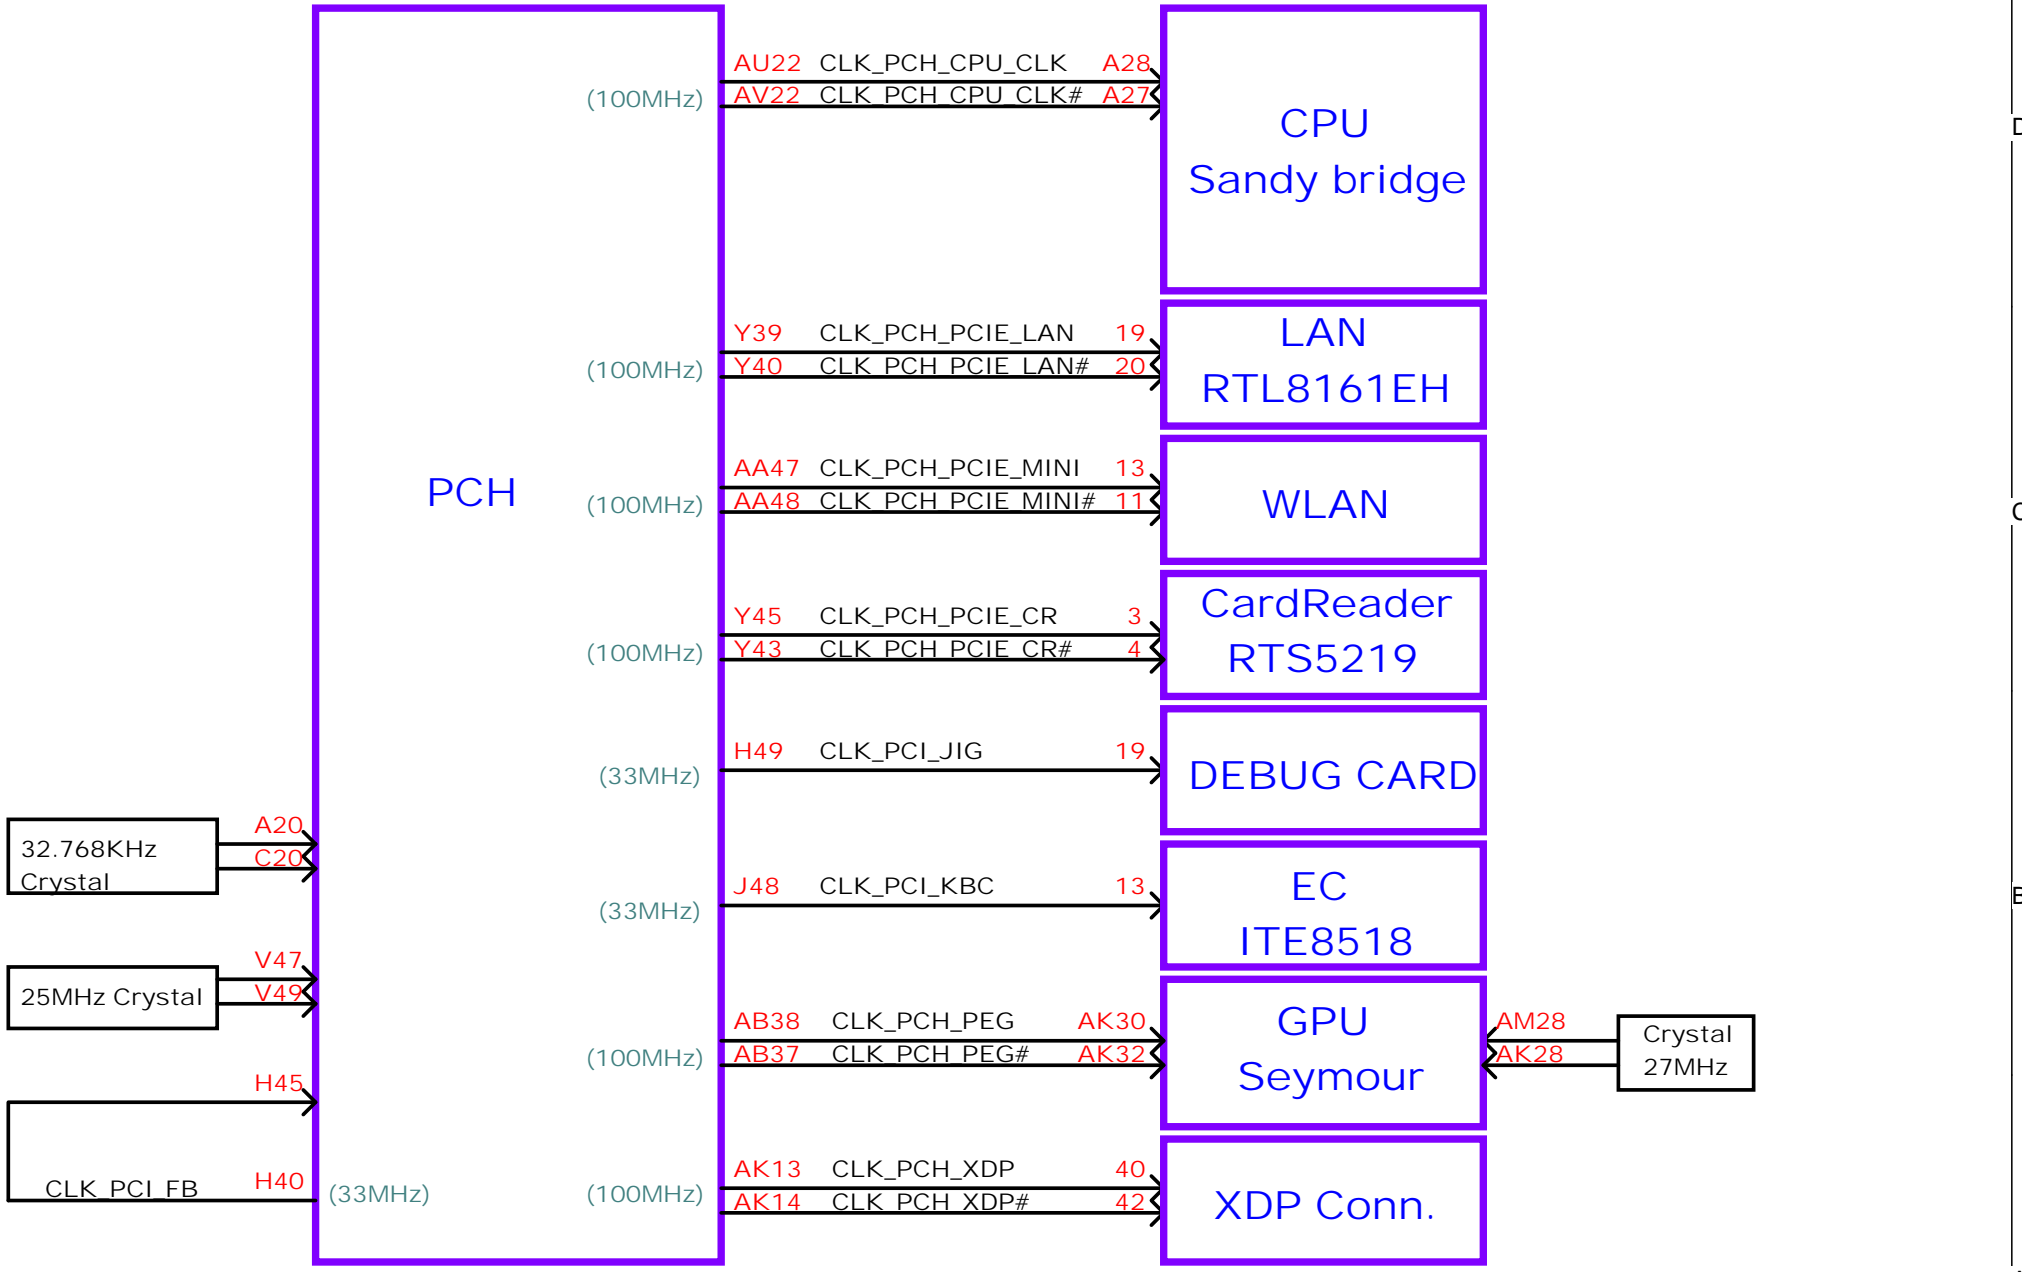 AU22 CLK_PCH_CPU_CLK A28
(100MHz) AV22 CLK_PCH_CPU_CLK# A27
CPU
Sandy bridge
D
Y39 CLK_PCH_PCIE_LAN 19
(100MHz) Y40 CLK_PCH_PCIE_LAN# 20
LAN
RTL8161EH
PCH
AA47 CLK_PCH_PCIE_MINI 13
(100MHz) AA48 CLK_PCH_PCIE_MINI# 11
WLAN
C
Y45 CLK_PCH_PCIE_CR 3
(100MHz) Y43 CLK_PCH_PCIE_CR# 4
CardReader
RTS5219
H49 CLK_PCI_JIG 19
(33MHz)
DEBUG CARD
32.768KHz
Crystal
A20
C20
J48 CLK_PCI_KBC 13
(33MHz)
EC
ITE8518
B
25MHz Crystal
V47
V49
AB38 CLK_PCH_PEG AK30
(100MHz) AB37 CLK_PCH_PEG# AK32
GPU
Seymour
AM28
AK28
Crystal
27MHz
H45
CLK_PCI_FB H40 (33MHz)
AK13 CLK_PCH_XDP 40
(100MHz) AK14 CLK_PCH_XDP# 42
XDP Conn.